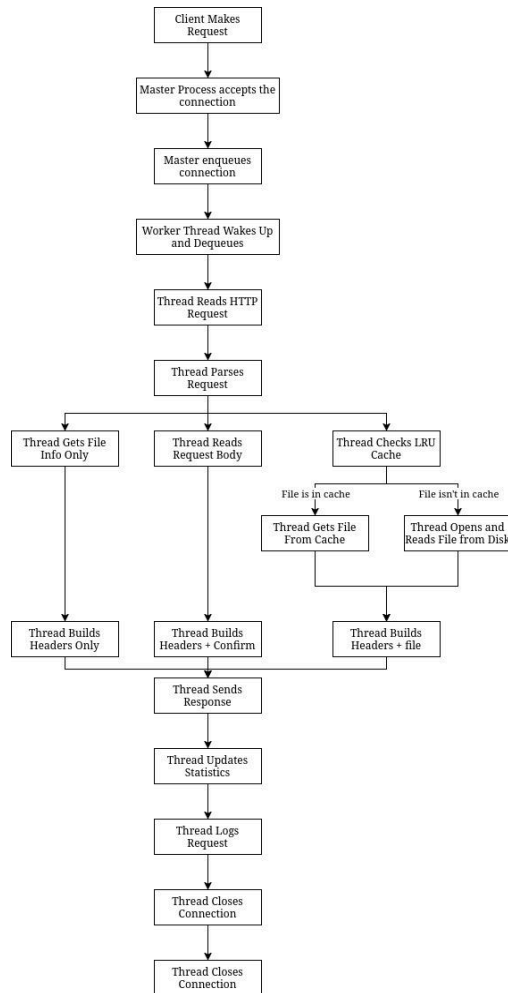 Client Makes
Request
Master Process accepts the
connection
Master enqueues
connection
Worker Thread Wakes Up
and Dequeues
Thread Reads HTTP
Request
Thread Parses
Request
Thread Gets File
Info Only
Thread Reads
Request Body
Thread Checks LRU
Cache
File is in cache
File isn't in cache
Thread Gets File
From Cache
Thread Opens and
Reads File from Disk
Thread Builds
Headers Only
Thread Builds
Headers + Confirm
Thread Builds
Headers + file
Thread Sends
Response
Thread Updates
Statistics
Thread Logs
Request
Thread Closes
Connection
Thread Closes
Connection